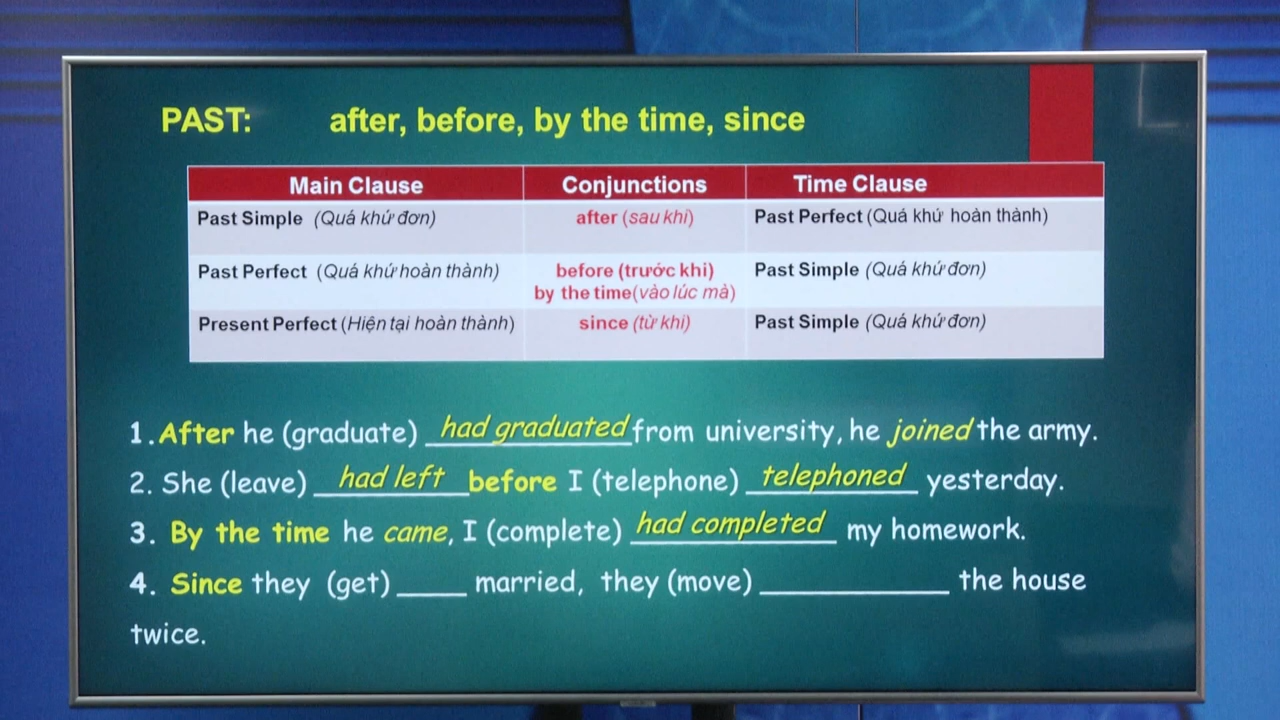 PAST: after, before, by the time, since
Main Clause Conjunctions Time Clause
Past Simple (Quá khứ đơn) after (sau khi) Past Perfect (Quá khứ hoàn thành)
Past Perfect (Quá khứ hoàn thành) before (trước khi) Past Simple (Quá khứ đơn)
by the time(vào lúc mà)
Present Perfect (Hiện tại hoàn thành) since (từ khi) Past Simple (Quá khứ đơn)
1. After he (graduate) had graduated from university, he joined the army.
2. She (leave) had left before I (telephone) telephoned yesterday.
3. By the time he came, I (complete) had completed my homework.
4. Since they (get) _____ married, they (move) ______________ the house
twice.